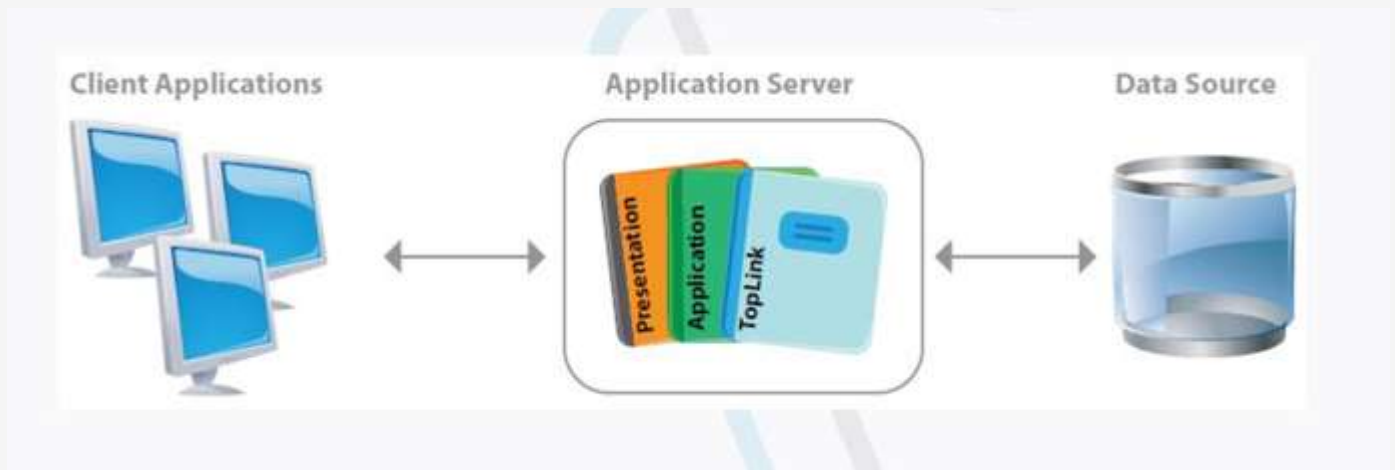 Client Applications
Application Server
Data Source
Presentation
Application
TopLink